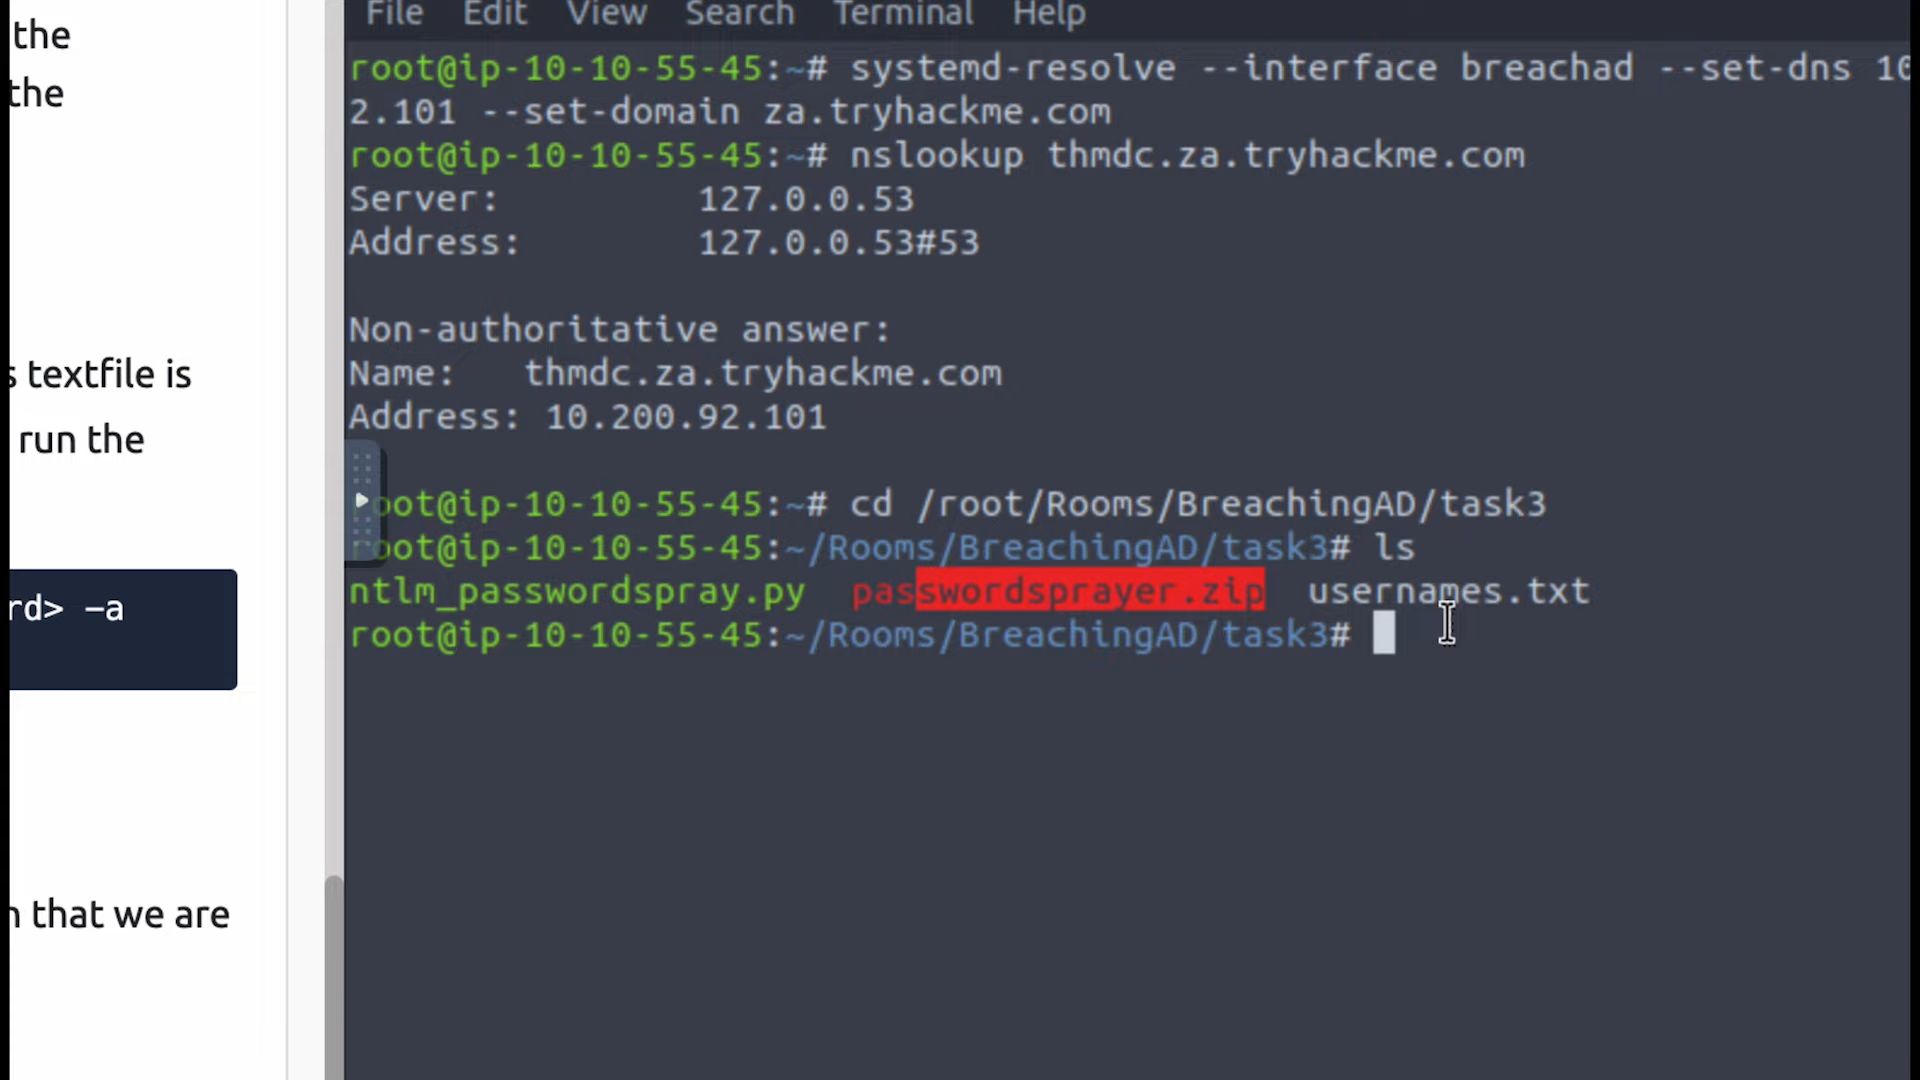 the
the
textfile is
run the
rd> –a
that we are
File Edit View Search Terminal Help
root@ip-10-10-55-45:~# systemd-resolve --interface breachad --set-dns 10
2.101 --set-domain za.tryhackme.com
root@ip-10-10-55-45:~# nslookup thmdc.za.tryhackme.com
Server: 127.0.0.53
Address: 127.0.0.53#53
Non-authoritative answer:
Name: thmdc.za.tryhackme.com
Address: 10.200.92.101
root@ip-10-10-55-45:~# cd /root/Rooms/BreachingAD/task3
root@ip-10-10-55-45:~/Rooms/BreachingAD/task3# ls
ntlm_passwordspray.py passwordsprayer.zip usernames.txt
root@ip-10-10-55-45:~/Rooms/BreachingAD/task3#